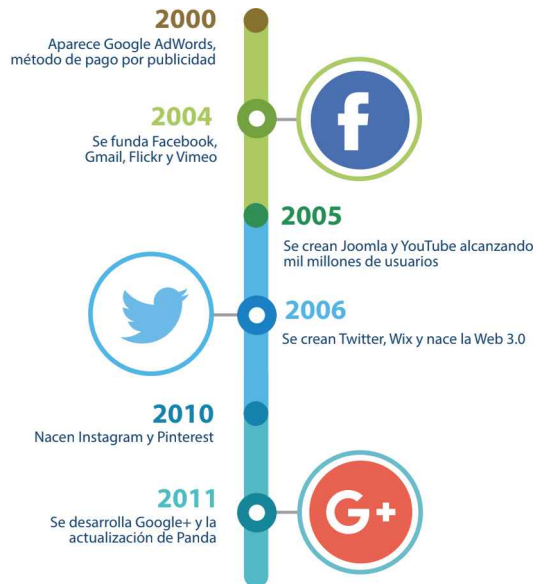 2000
Aparece Google AdWords,
método de pago por publicidad
2004
Se funda Facebook,
Gmail, Flickr y Vimeo
f
2005
Se crean Joomla y YouTube alcanzando
mil millones de usuarios
2006
Se crean Twitter, Wix y nace la Web 3.0
2010
Nacen Instagram y Pinterest
2011
Se desarrolla Google+ y la
actualización de Panda
G+